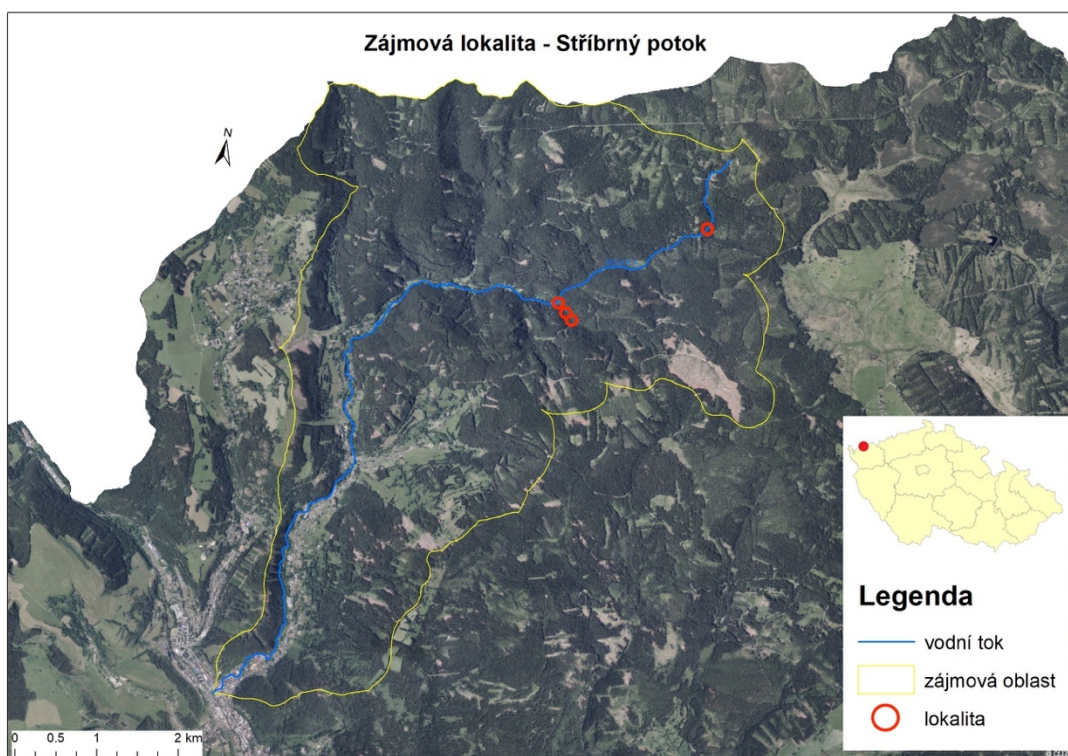 Zájmová lokalita - Stříbrný potok
N
Legenda
vodní tok
zájmová oblast
lokalita
0 0.5 1 2 km